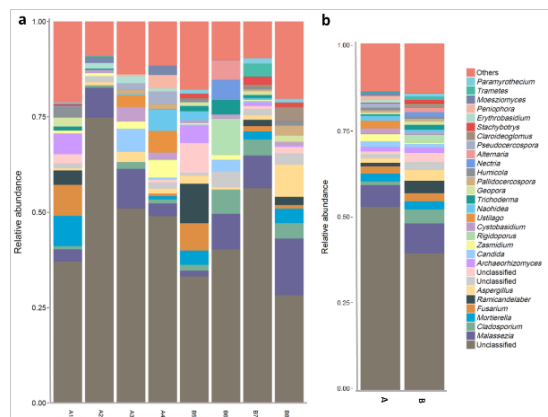 a
b
1.00
0.75
0.50
0.25
0.00
Relative abundance
A1
A2
A3
A4
B5
B6
B7
B8
1.00
0.75
0.50
0.25
0.00
Relative abundance
A
B
Others
Paramyrothecium
Trametes
Moeszomyces
Peniophora
Erythrobasidium
Stachybotrys
Claroideoglomus
Pseudocercospora
Alternaria
Nectria
Humicola
Pallidocercospora
Geopora
Trichoderma
Naohidea
Ustilago
Cystobasidium
Rigidoporus
Zasmidium
Candida
Archaeorhizomyces
Unclassified
Unclassified
Aspergillus
Ramicandelaber
Fusarium
Mortierella
Cladosporium
Malassezia
Unclassified